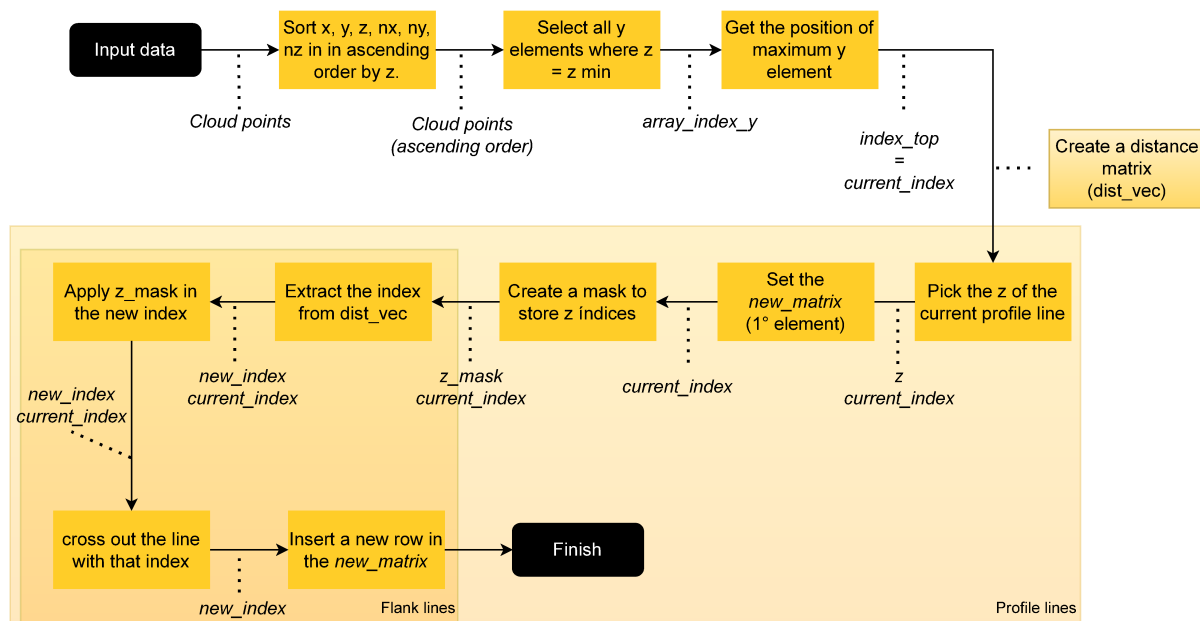 Input data
Sort x, y, z, nx, ny,
nz in in ascending
order by z.
Select all y
elements where z
= z min
Get the position of
maximum y
element
Cloud points
Cloud points
(ascending order)
array_index_y
index_top
=
current_index
Create a distance
matrix
(dist_vec)
Pick the z of the
current profile line
Set the
new_matrix
(1° element)
Create a mask to
store z índices
Extract the index
from dist_vec
Apply z_mask in
the new index
z
current_index
current_index
z_mask
current_index
new_index
current_index
new_index
current_index
cross out the line
with that index
Insert a new row in
the new_matrix
Finish
new_index
Flank lines
Profile lines